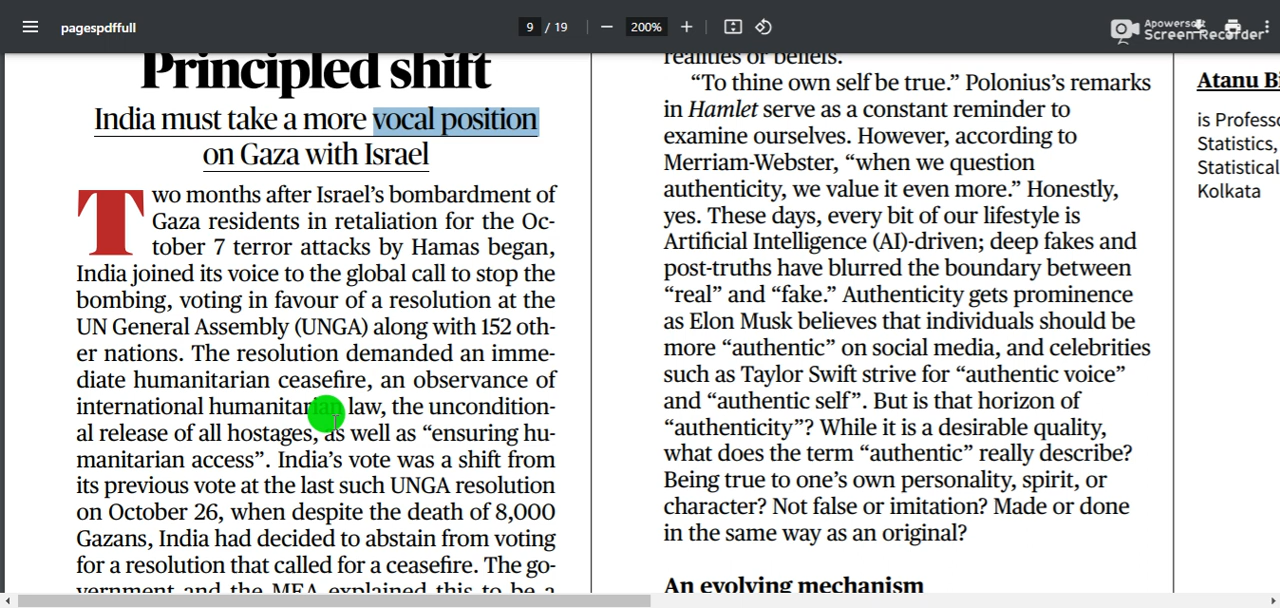 pagespdffull
9 / 19
200%
Apowersoft
Screen Recorder
Principled shift
India must take a more vocal position
on Gaza with Israel
Two months after Israel’s bombardment of
Gaza residents in retaliation for the Oc-
tober 7 terror attacks by Hamas began,
India joined its voice to the global call to stop the
bombing, voting in favour of a resolution at the
UN General Assembly (UNGA) along with 152 oth-
er nations. The resolution demanded an imme-
diate humanitarian ceasefire, an observance of
international humanitarian law, the uncondition-
al release of all hostages, as well as “ensuring hu-
manitarian access”. India’s vote was a shift from
its previous vote at the last such UNGA resolution
on October 26, when despite the death of 8,000
Gazans, India had decided to abstain from voting
for a resolution that called for a ceasefire. The go-
vernment and the MEA explained this to be a
realities or beliefs.
“To thine own self be true.” Polonius’s remarks
in Hamlet serve as a constant reminder to
examine ourselves. However, according to
Merriam-Webster, “when we question
authenticity, we value it even more.” Honestly,
yes. These days, every bit of our lifestyle is
Artificial Intelligence (AI)-driven; deep fakes and
post-truths have blurred the boundary between
“real” and “fake.” Authenticity gets prominence
as Elon Musk believes that individuals should be
more “authentic” on social media, and celebrities
such as Taylor Swift strive for “authentic voice”
and “authentic self”. But is that horizon of
“authenticity”? While it is a desirable quality,
what does the term “authentic” really describe?
Being true to one’s own personality, spirit, or
character? Not false or imitation? Made or done
in the same way as an original?
An evolving mechanism
Atanu Bi
is Professo
Statistics,
Statistical
Kolkata